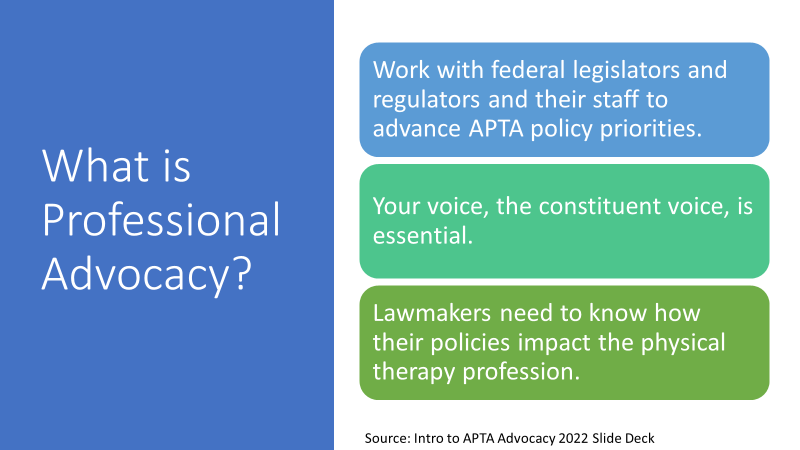 What is
Professional
Advocacy?
Work with federal legislators and
regulators and their staff to
advance APTA policy priorities.
Your voice, the constituent voice, is
essential.
Lawmakers need to know how
their policies impact the physical
therapy profession.
Source: Intro to APTA Advocacy 2022 Slide Deck